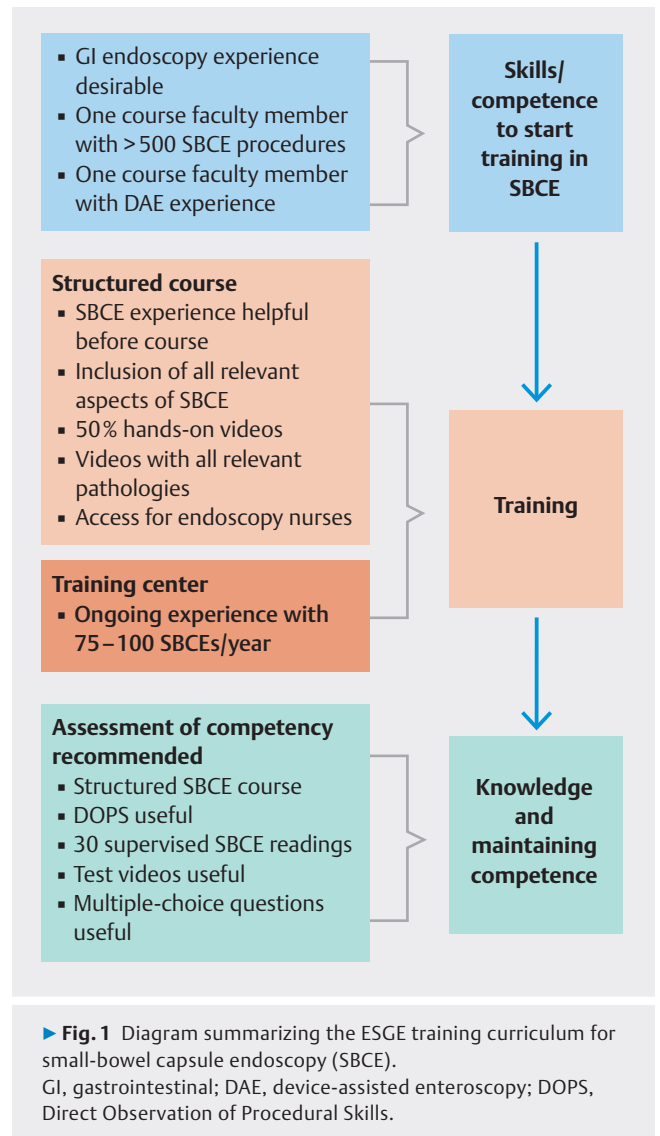 ▪ GI endoscopy experience
desirable
▪ One course faculty member
with >500 SBCE procedures
▪ One course faculty member
with DAE experience
Skills/
competence
to start
training in
SBCE
Structured course
▪ SBCE experience helpful
before course
▪ Inclusion of all relevant
aspects of SBCE
▪ 50% hands-on videos
▪ Videos with all relevant
pathologies
▪ Access for endoscopy nurses
Training center
▪ Ongoing experience with
75–100 SBCEs/year
Training
Assessment of competency
recommended
▪ Structured SBCE course
▪ DOPS useful
▪ 30 supervised SBCE readings
▪ Test videos useful
▪ Multiple-choice questions
useful
Knowledge
and
maintaining
competence
▶ Fig. 1 Diagram summarizing the ESGE training curriculum for
small-bowel capsule endoscopy (SBCE).
GI, gastrointestinal; DAE, device-assisted enteroscopy; DOPS,
Direct Observation of Procedural Skills.